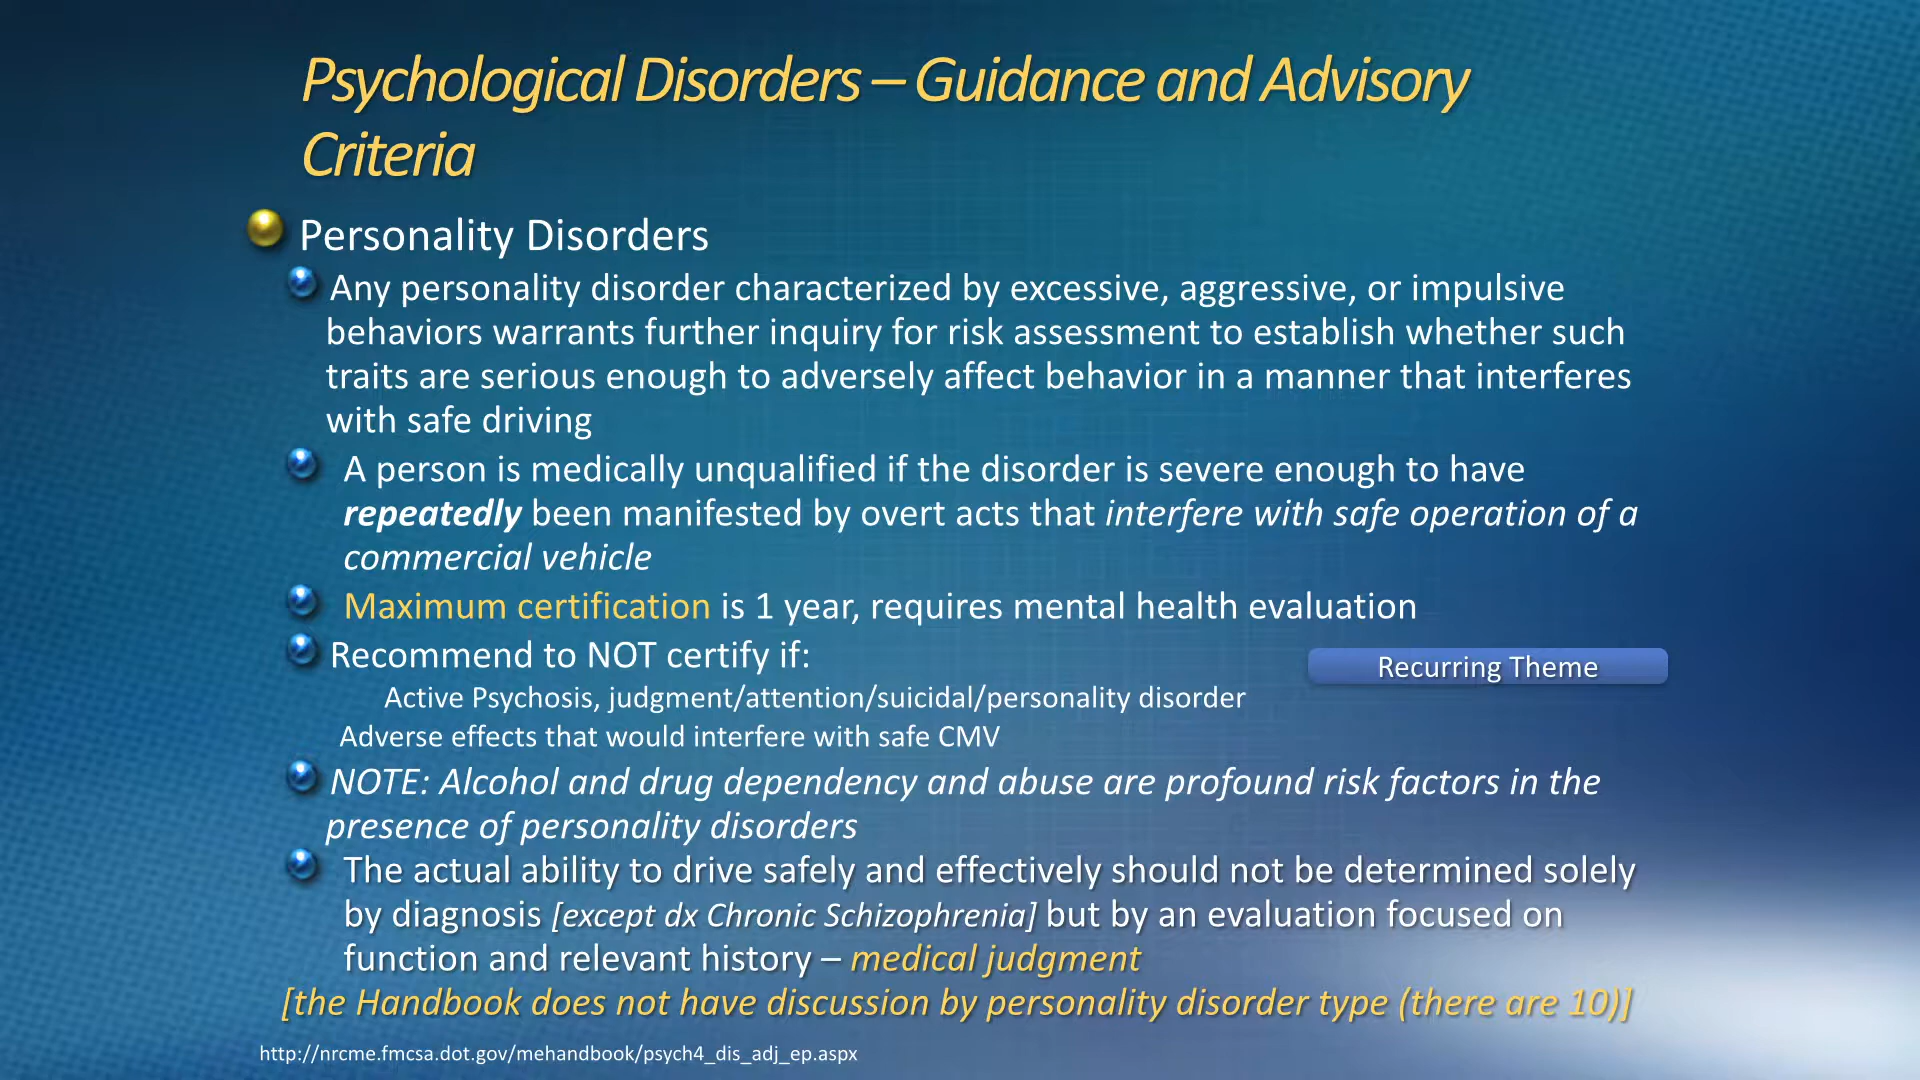 Psychological Disorders – Guidance and Advisory
Criteria
Personality Disorders
Any personality disorder characterized by excessive, aggressive, or impulsive
behaviors warrants further inquiry for risk assessment to establish whether such
traits are serious enough to adversely affect behavior in a manner that interferes
with safe driving
A person is medically unqualified if the disorder is severe enough to have
repeatedly been manifested by overt acts that interfere with safe operation of a
commercial vehicle
Maximum certification is 1 year, requires mental health evaluation
Recommend to NOT certify if:
Recurring Theme
Active Psychosis, judgment/attention/suicidal/personality disorder
Adverse effects that would interfere with safe CMV
NOTE: Alcohol and drug dependency and abuse are profound risk factors in the
presence of personality disorders
The actual ability to drive safely and effectively should not be determined solely
by diagnosis [except dx Chronic Schizophrenia] but by an evaluation focused on
function and relevant history – medical judgment
[the Handbook does not have discussion by personality disorder type (there are 10)]
http://nrcme.fmcsa.dot.gov/mehandbook/psych4_dis_adj_ep.aspx